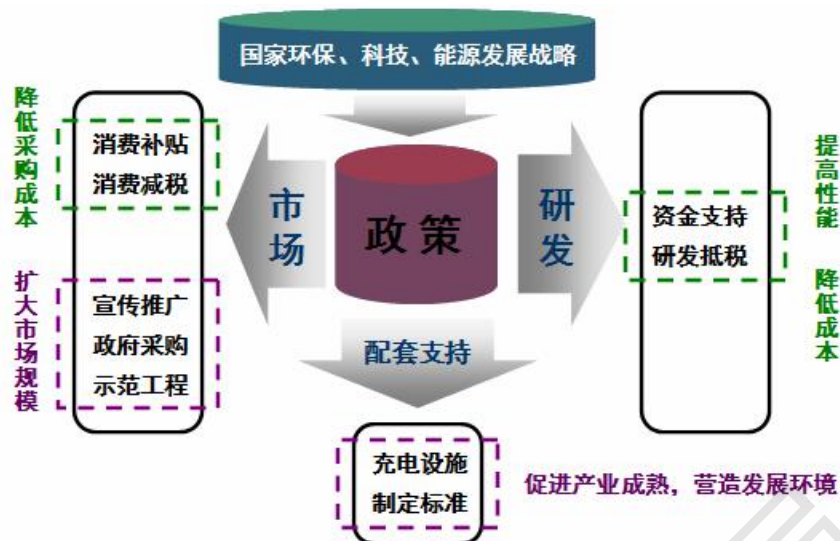 国家环保、科技、能源发展战略
降低采购成本
消费补贴
消费减税
市场
政策
研发
资金支持
研发抵税
提高性能
降低成本
扩大市场规模
宣传推广
政府采购
示范工程
配套支持
充电设施
制定标准
促进产业成熟，营造发展环境